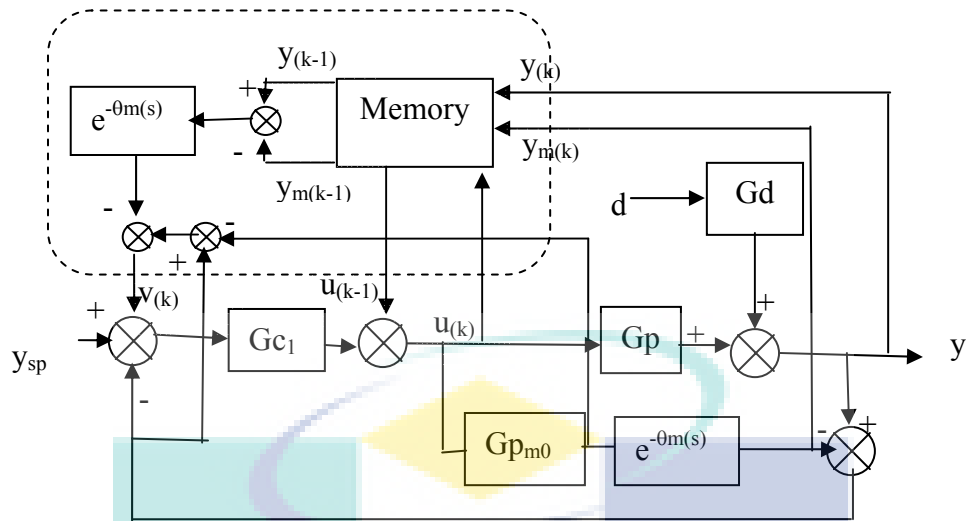 y(k-1)
y(k)
+
Memory
e^-θm(s)
-
ym(k)
ym(k-1)
Gd
d
-
-
+
u(k-1)
+
v(k)
+
Gc1
u(k)
Gp
+
ysp
y
-
-
+
Gpm0
e^-θm(s)